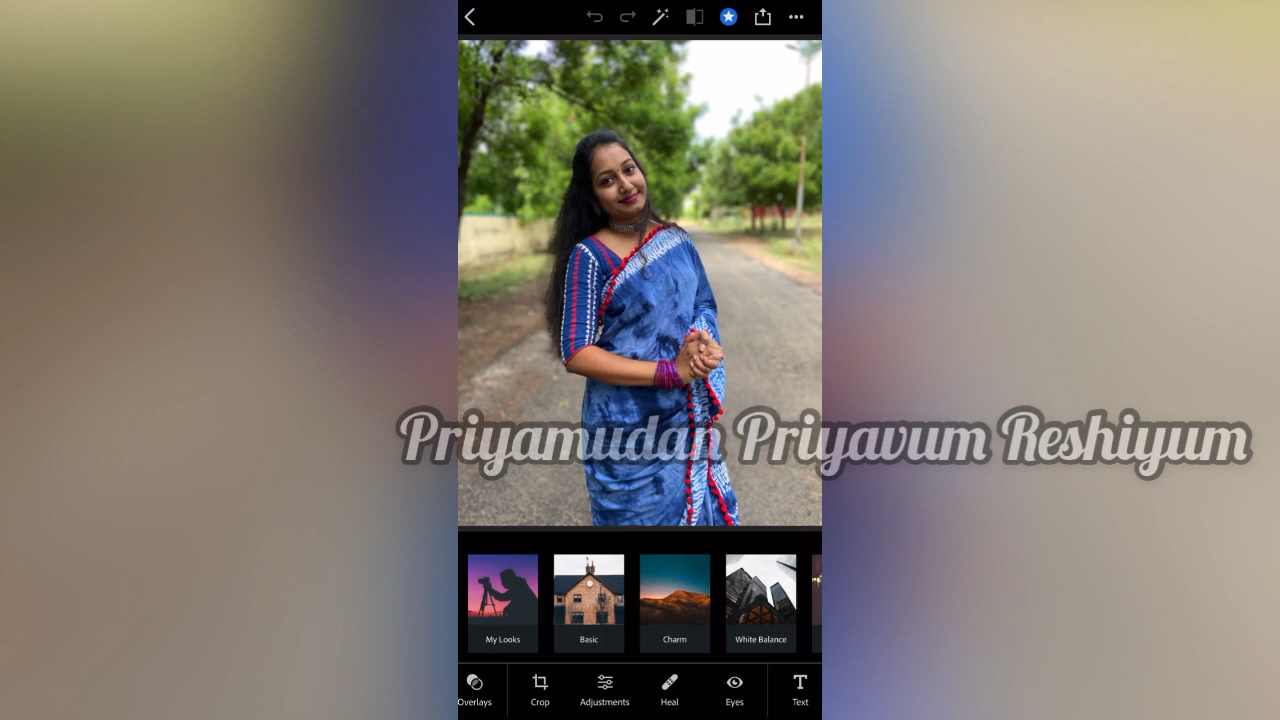 Priyamudan Priyavum Reshiyum
My Looks Basic Charm White Balance
Overlays Crop Adjustments Heal Eyes Text